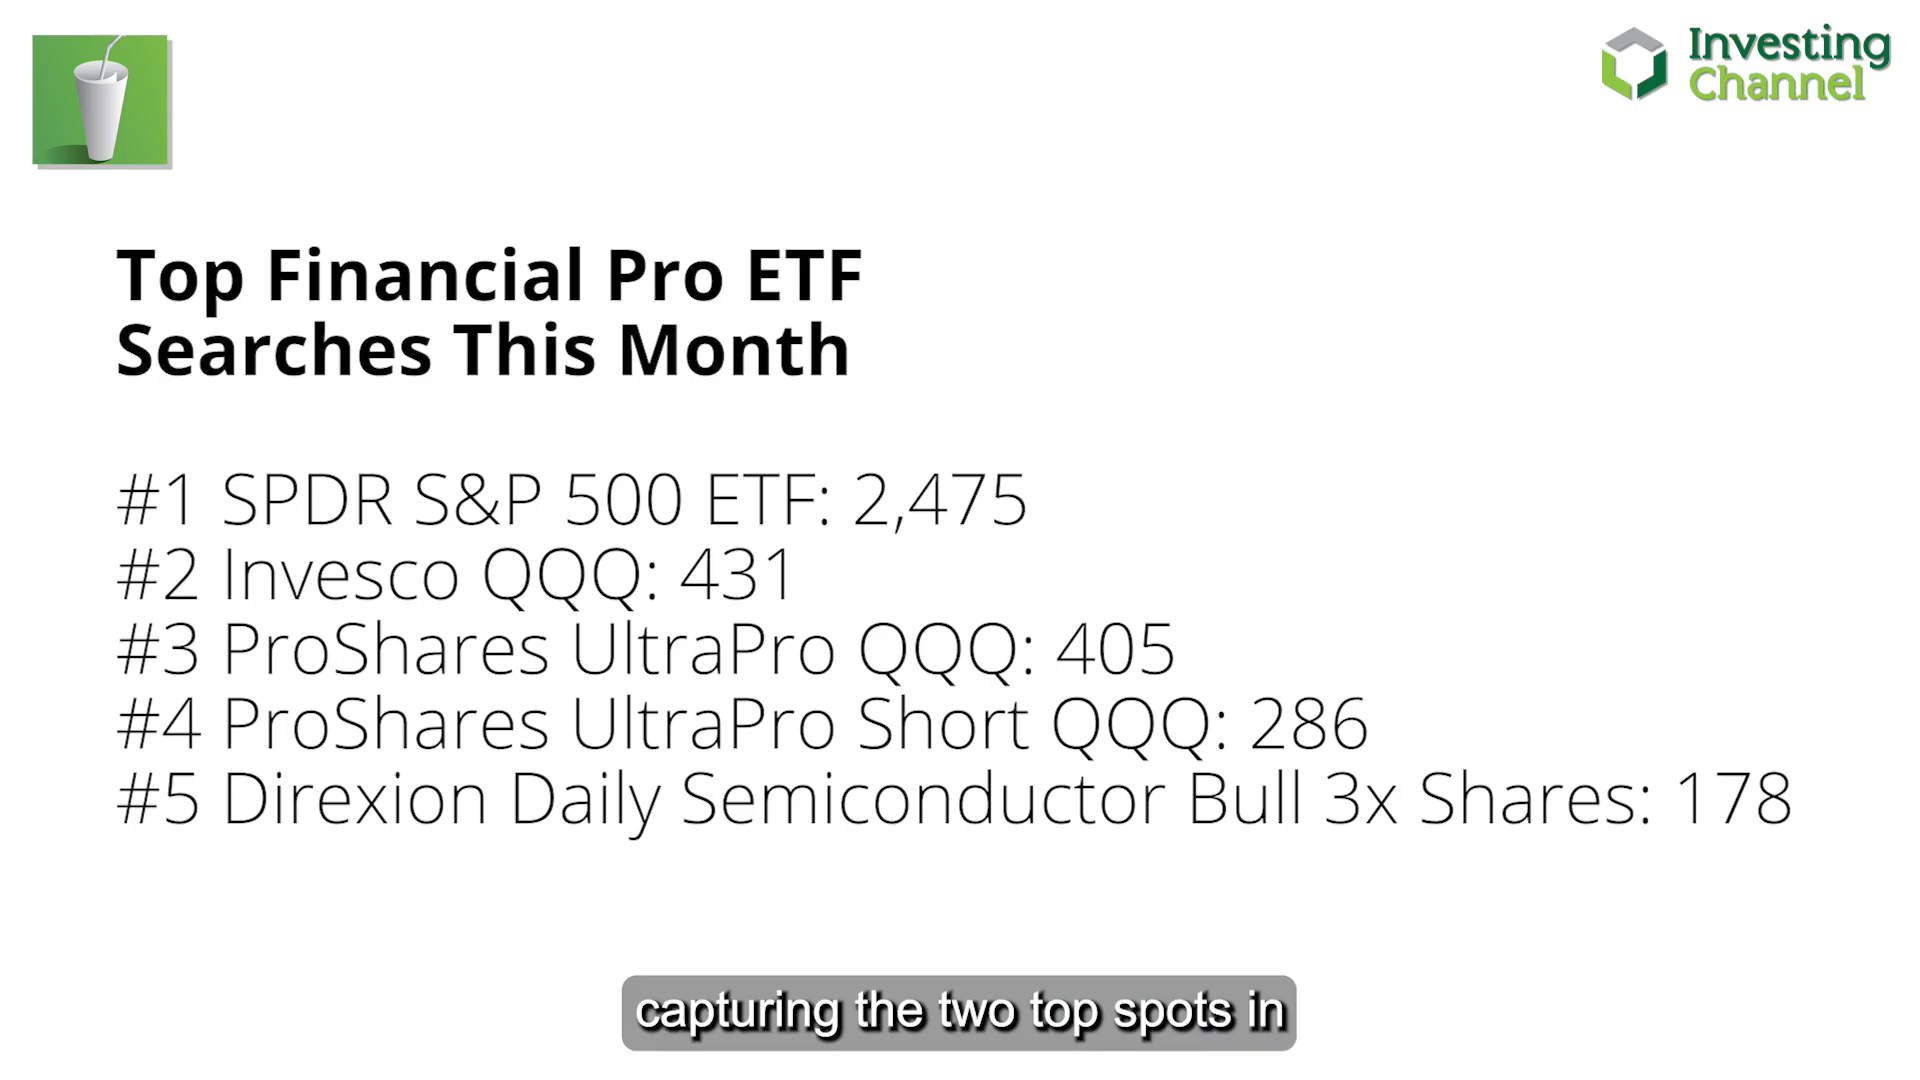 Investing
Channel
Top Financial Pro ETF
Searches This Month
#1 SPDR S&P 500 ETF: 2,475
#2 Invesco QQQ: 431
#3 ProShares UltraPro QQQ: 405
#4 ProShares UltraPro Short QQQ: 286
#5 Direxion Daily Semiconductor Bull 3x Shares: 178
capturing the two top spots in